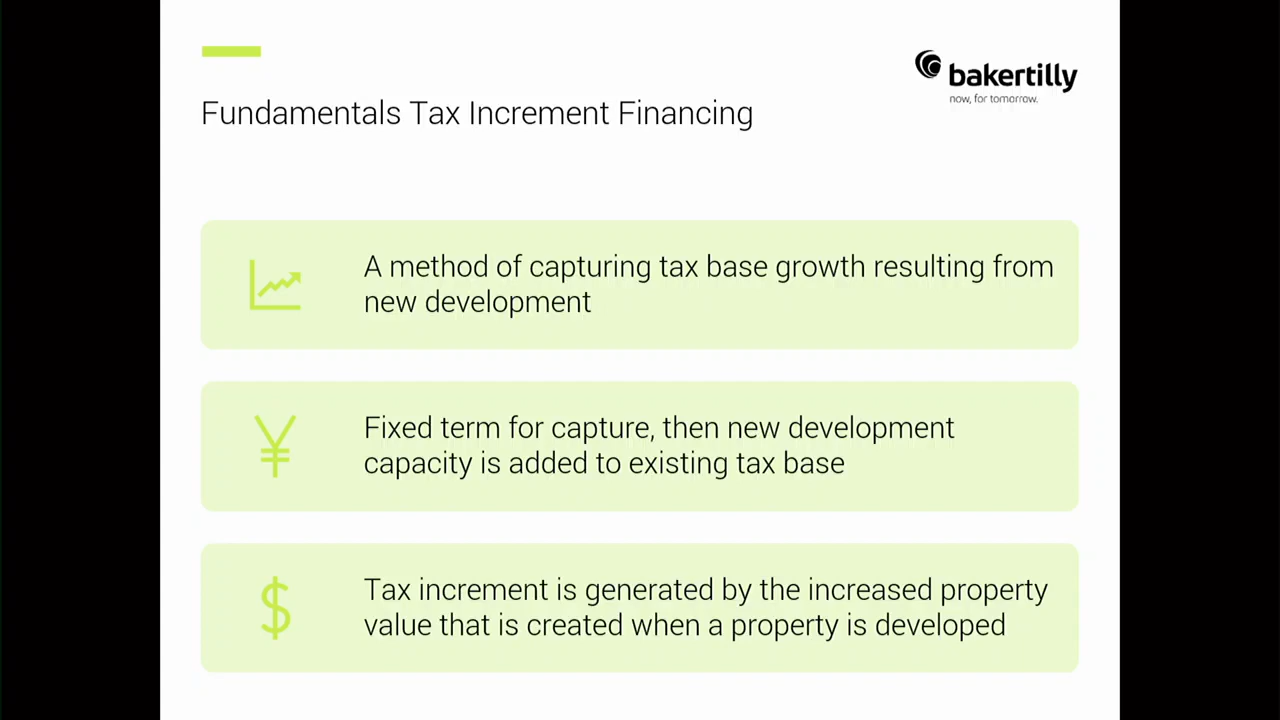 bakertilly
now, for tomorrow.
Fundamentals Tax Increment Financing
A method of capturing tax base growth resulting from
new development
¥
Fixed term for capture, then new development
capacity is added to existing tax base
$
Tax increment is generated by the increased property
value that is created when a property is developed